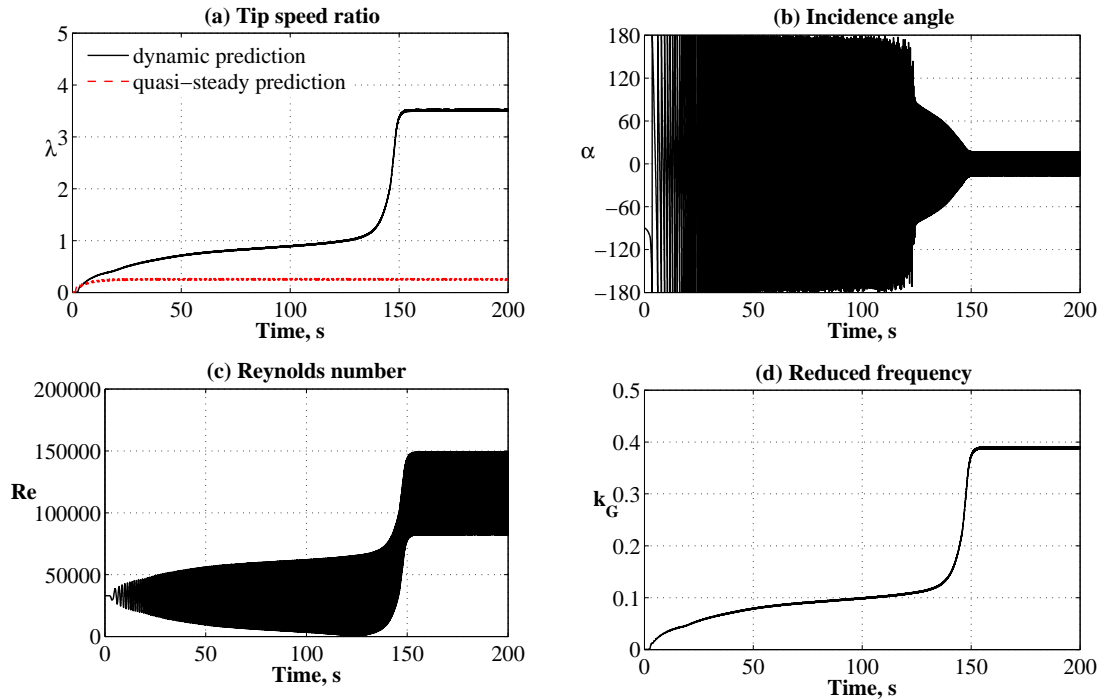 (a) Tip speed ratio
5
4
3
2
1
0
λ
dynamic prediction
quasi−steady prediction
0 50 100 150 200
Time, s
(b) Incidence angle
180
120
60
0
−60
−120
−180
α
0 50 100 150 200
Time, s
(c) Reynolds number
200000
150000
100000
50000
0
Re
0 50 100 150 200
Time, s
(d) Reduced frequency
0.5
0.4
0.3
0.2
0.1
0
k_G
0 50 100 150 200
Time, s